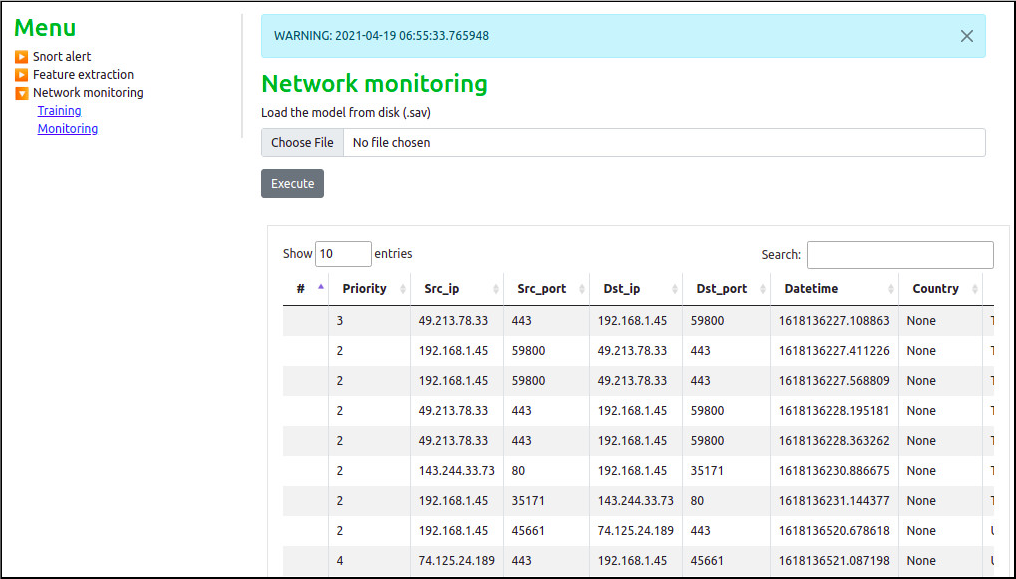 Menu
Snort alert
Feature extraction
Network monitoring
Training
Monitoring
WARNING: 2021-04-19 06:55:33.765948
Network monitoring
Load the model from disk (.sav)
Choose File No file chosen
Execute
Show 10 entries Search:
# Priority Src_ip Src_port Dst_ip Dst_port Datetime Country
3 49.213.78.33 443 192.168.1.45 59800 1618136227.108863 None T
2 192.168.1.45 59800 49.213.78.33 443 1618136227.411226 None T
2 192.168.1.45 59800 49.213.78.33 443 1618136227.568809 None T
2 49.213.78.33 443 192.168.1.45 59800 1618136228.195181 None T
2 49.213.78.33 443 192.168.1.45 59800 1618136228.363262 None T
2 143.244.33.73 80 192.168.1.45 35171 1618136230.886675 None T
2 192.168.1.45 35171 143.244.33.73 80 1618136231.144377 None T
2 192.168.1.45 45661 74.125.24.189 443 1618136520.678618 None U
4 74.125.24.189 443 192.168.1.45 45661 1618136521.087198 None U